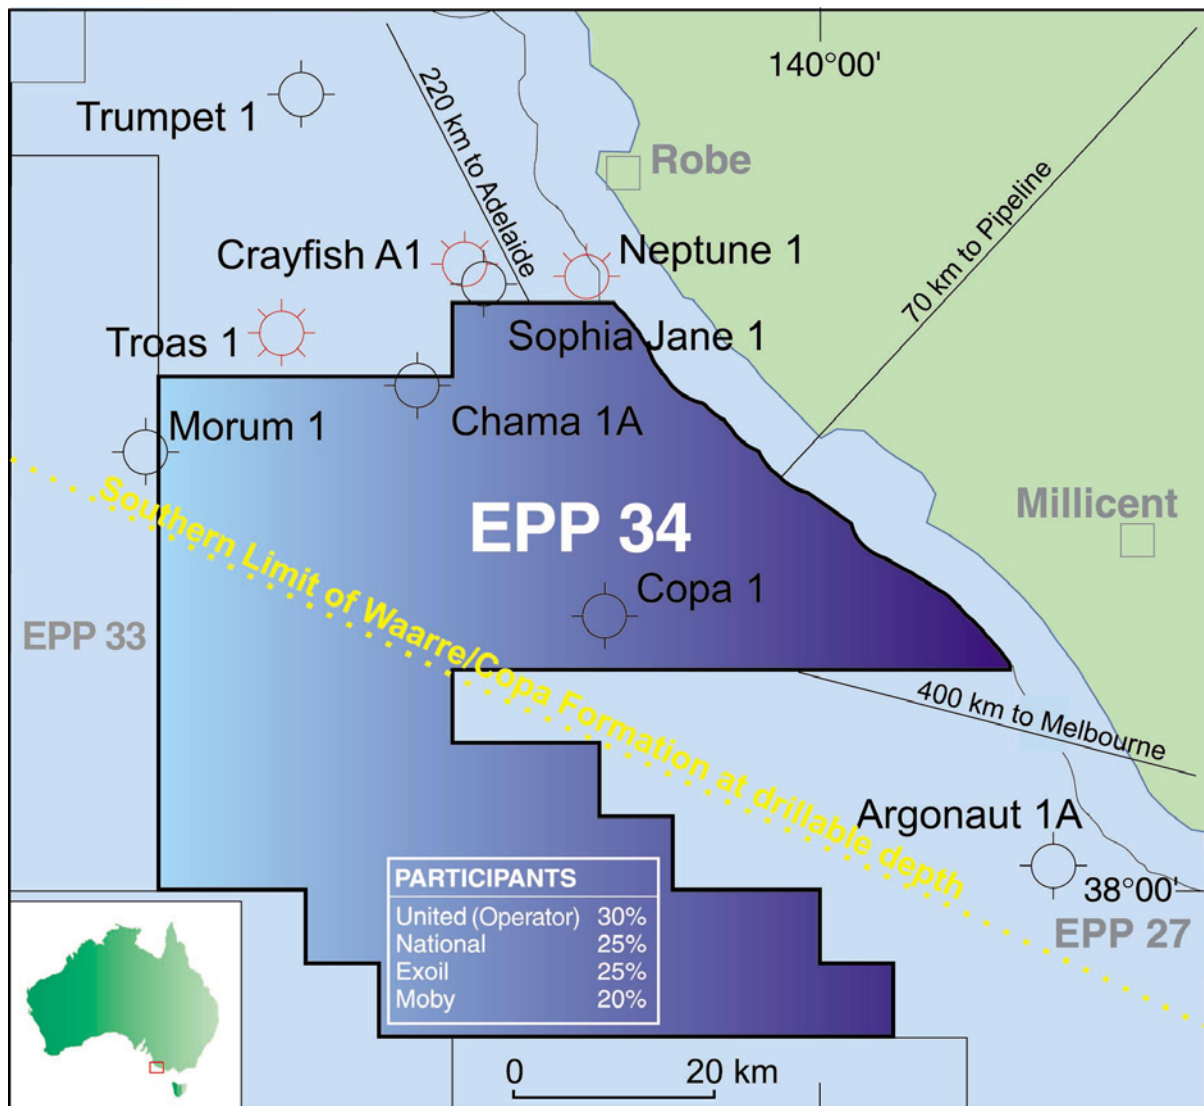 140°00'
Trumpet 1
220 km to Adelaide
Robe
70 km to Pipeline
Crayfish A1
Neptune 1
Troas 1
Sophia Jane 1
Morum 1
Chama 1A
Millicent
EPP 34
Southern Limit of Waarre/Copa Formation at drillable depth
Copa 1
EPP 33
400 km to Melbourne
Argonaut 1A
38°00'
EPP 27
PARTICIPANTS
United (Operator) 30%
National 25%
Exoil 25%
Moby 20%
0 20 km